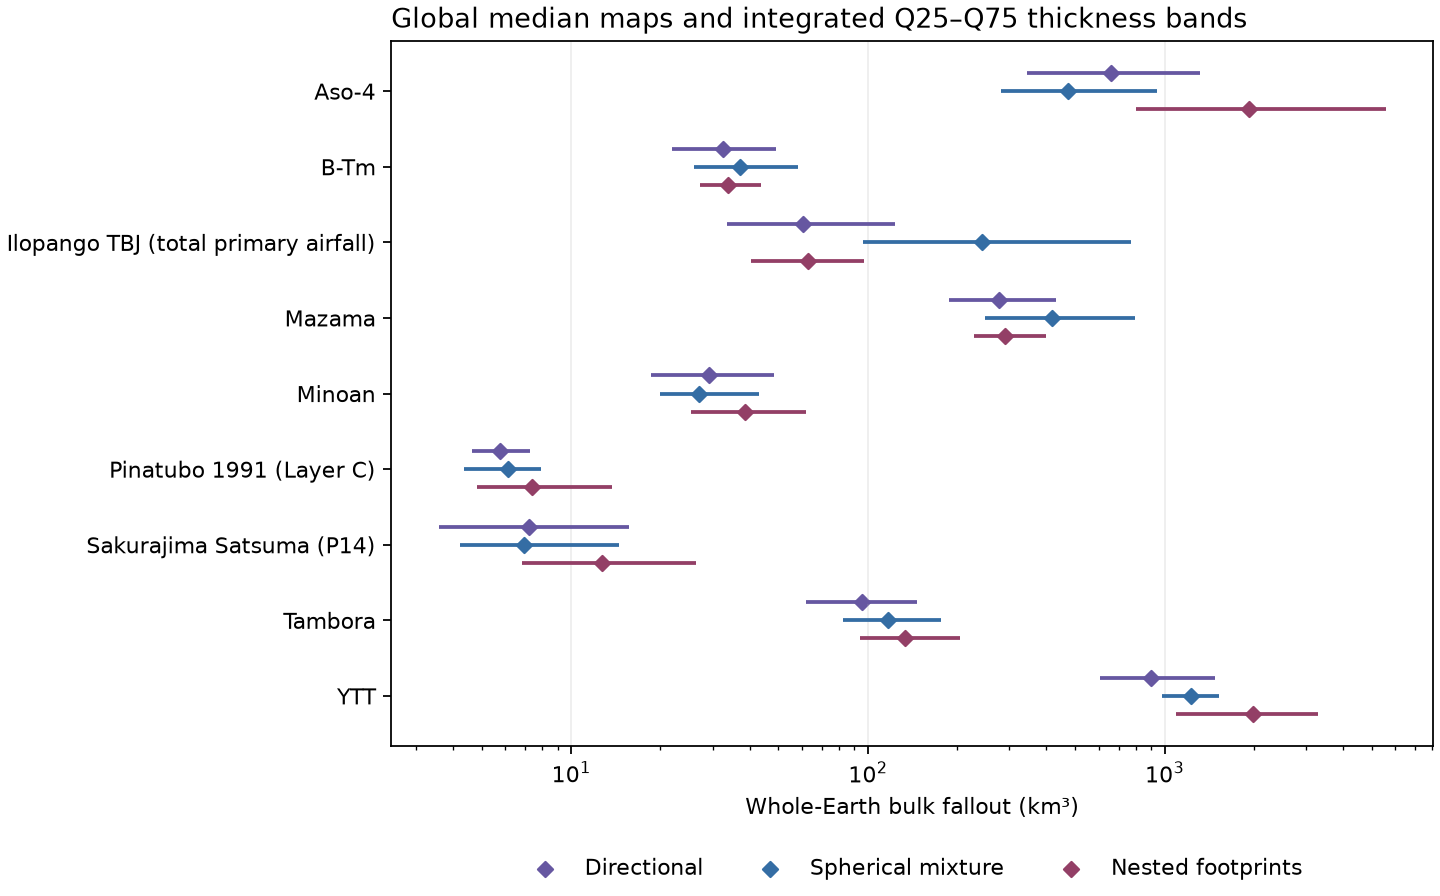 Global median maps and integrated Q25–Q75 thickness bands
Aso-4
B-Tm
Ilopango TBJ (total primary airfall)
Mazama
Minoan
Pinatubo 1991 (Layer C)
Sakurajima Satsuma (P14)
Tambora
YTT
10¹ 10² 10³
Whole-Earth bulk fallout (km³)
Directional Spherical mixture Nested footprints